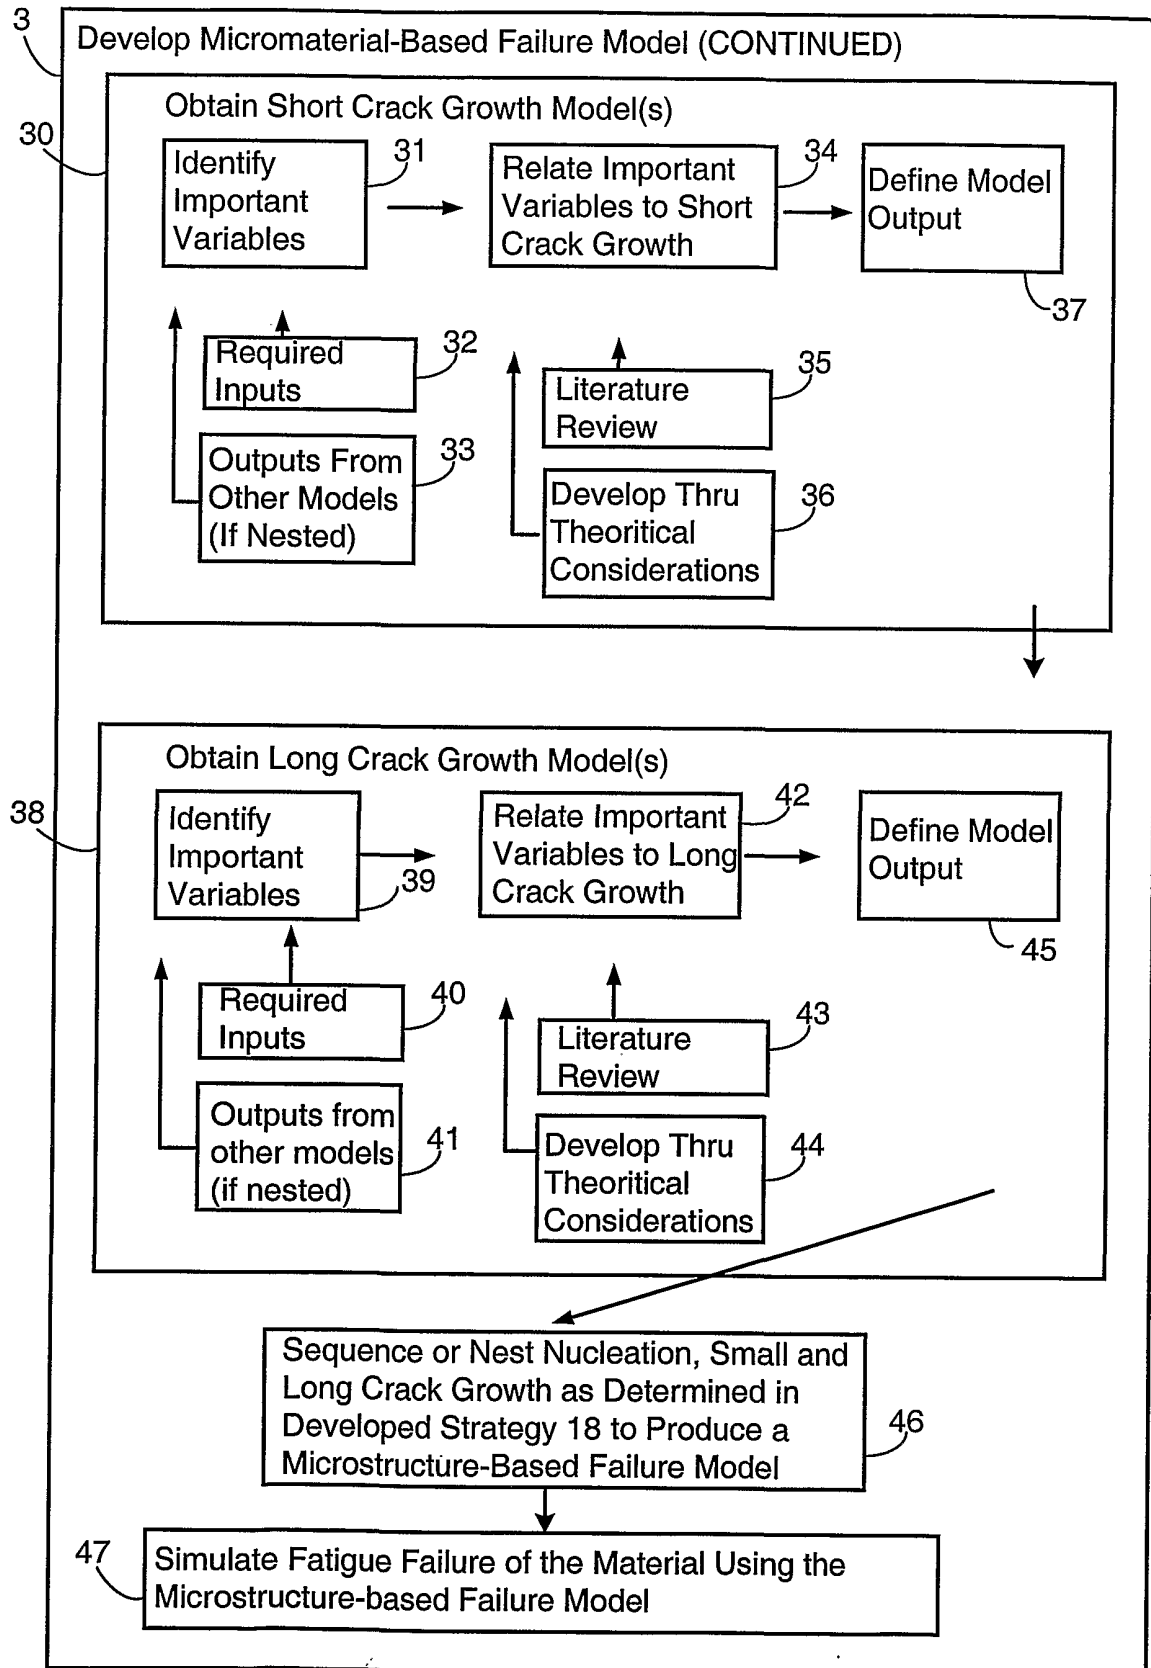 3
Develop Micromaterial-Based Failure Model (CONTINUED)
30
Obtain Short Crack Growth Model(s)
Identify
Important
Variables
31
Relate Important
Variables to Short
Crack Growth
34
Define Model
Output
37
Required
Inputs
32
Literature
Review
35
Outputs From
Other Models
(If Nested)
33
Develop Thru
Theoritical
Considerations
36
38
Obtain Long Crack Growth Model(s)
Identify
Important
Variables
39
Relate Important
Variables to Long
Crack Growth
42
Define Model
Output
45
Required
Inputs
40
Literature
Review
43
Outputs from
other models
(if nested)
41
Develop Thru
Theoritical
Considerations
44
Sequence or Nest Nucleation, Small and
Long Crack Growth as Determined in
Developed Strategy 18 to Produce a
Microstructure-Based Failure Model
46
47
Simulate Fatigue Failure of the Material Using the
Microstructure-based Failure Model